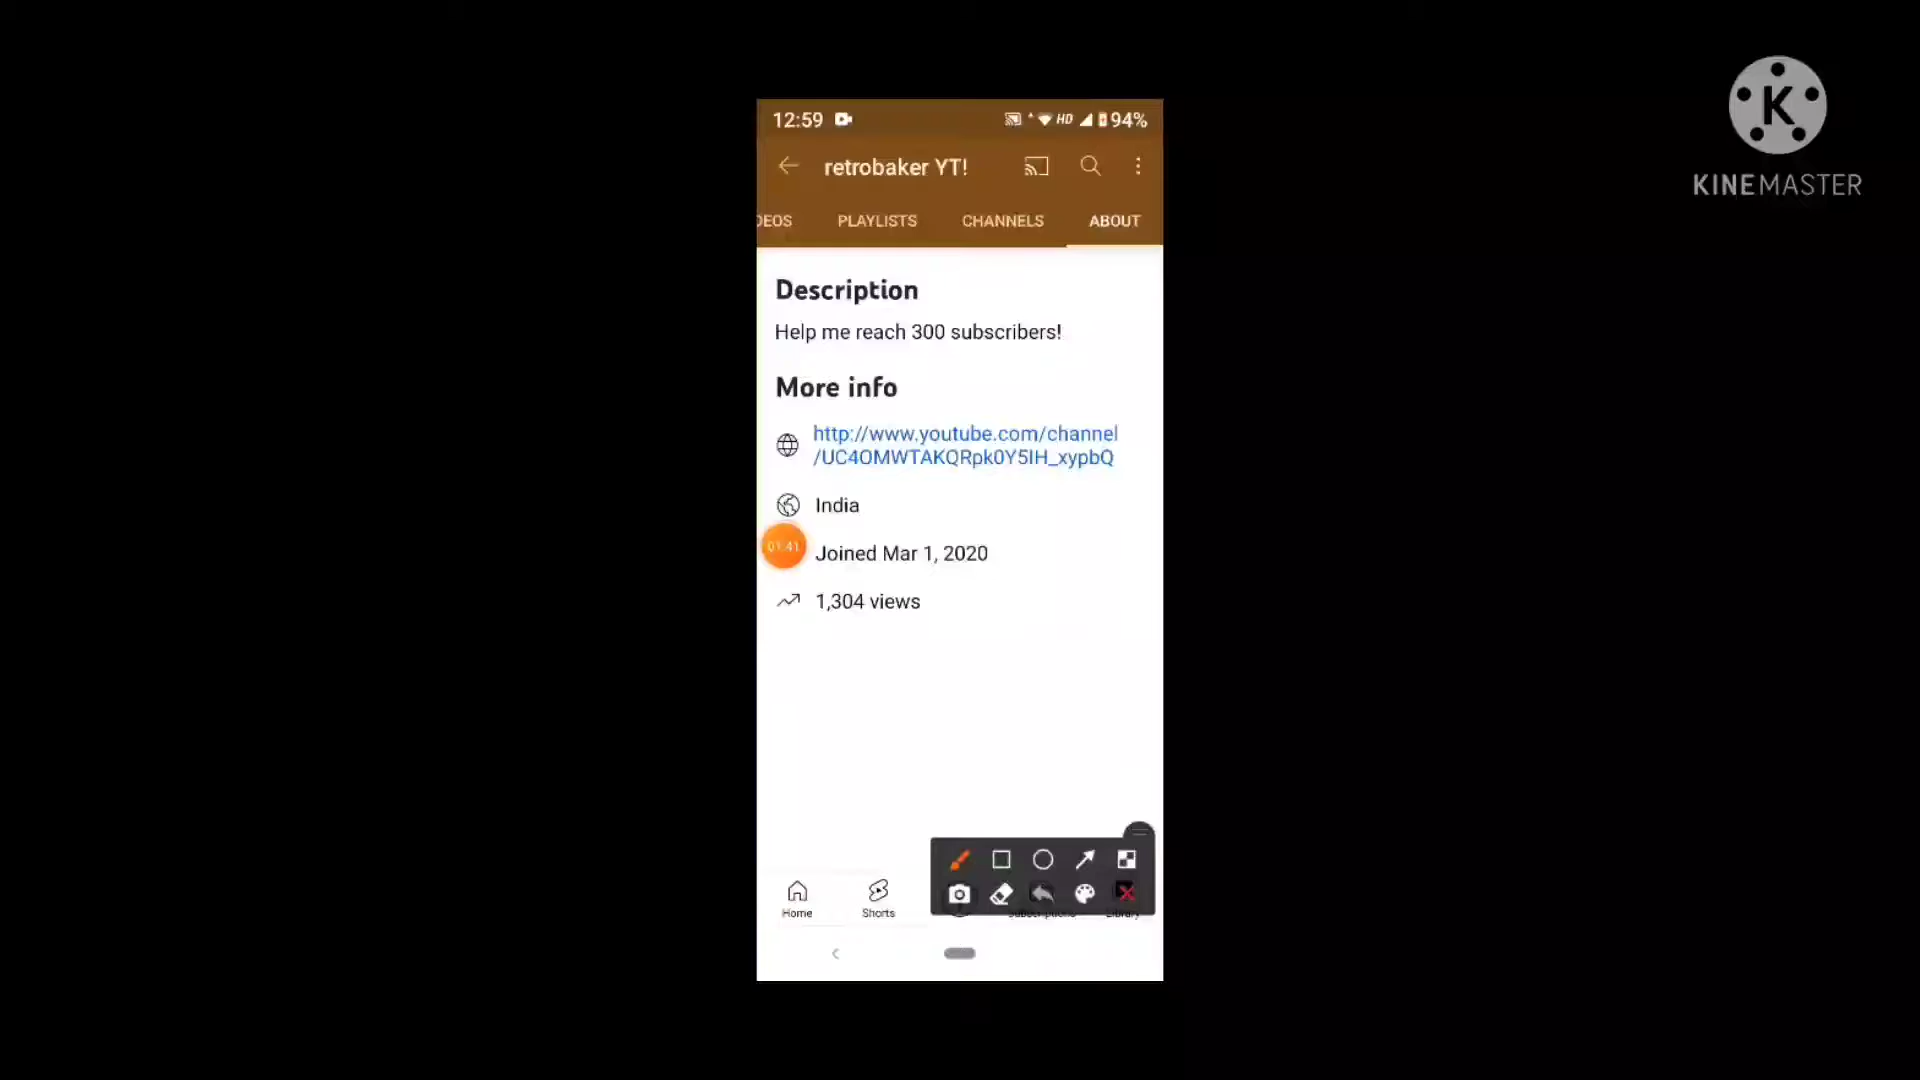 12:59
HD
94%
retrobaker YT!
DEOS
PLAYLISTS
CHANNELS
ABOUT
Description
Help me reach 300 subscribers!
More info
http://www.youtube.com/channel
/UC4OMWTAKQRpk0Y5IH_xypbQ
India
01:41
Joined Mar 1, 2020
1,304 views
Home
Shorts
Subscriptions
Library
K
KINEMASTER